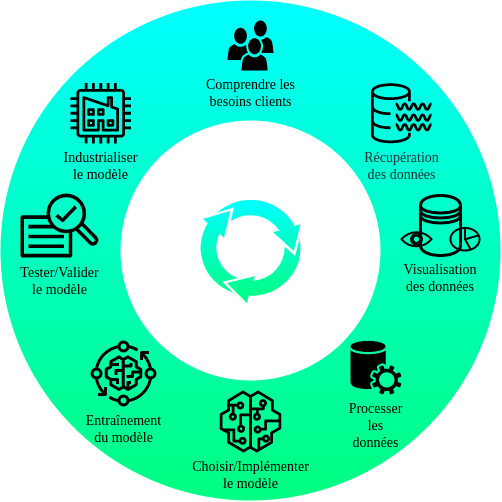 Comprendre les
besoins clients
Récupération
des données
Visualisation
des données
Processer
les
données
Choisir/Implémenter
le modèle
Entraînement
du modèle
Tester/Valider
le modèle
Industrialiser
le modèle